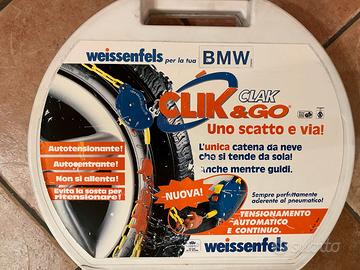 weissenfels per la tua BMW
CLIK CLAK
&GO
Uno scatto e via!
Autotensionante!
Autocentrante!
Non si allenta!
Evita la sosta per
ritensionare!
L'unica catena da neve
che si tende da sola!
Anche mentre guidi.
NUOVA!
Sempre perfettamente
aderente al pneumatico!
TENSIONAMENTO
AUTOMATICO
E CONTINUO.
weissenfels
subito